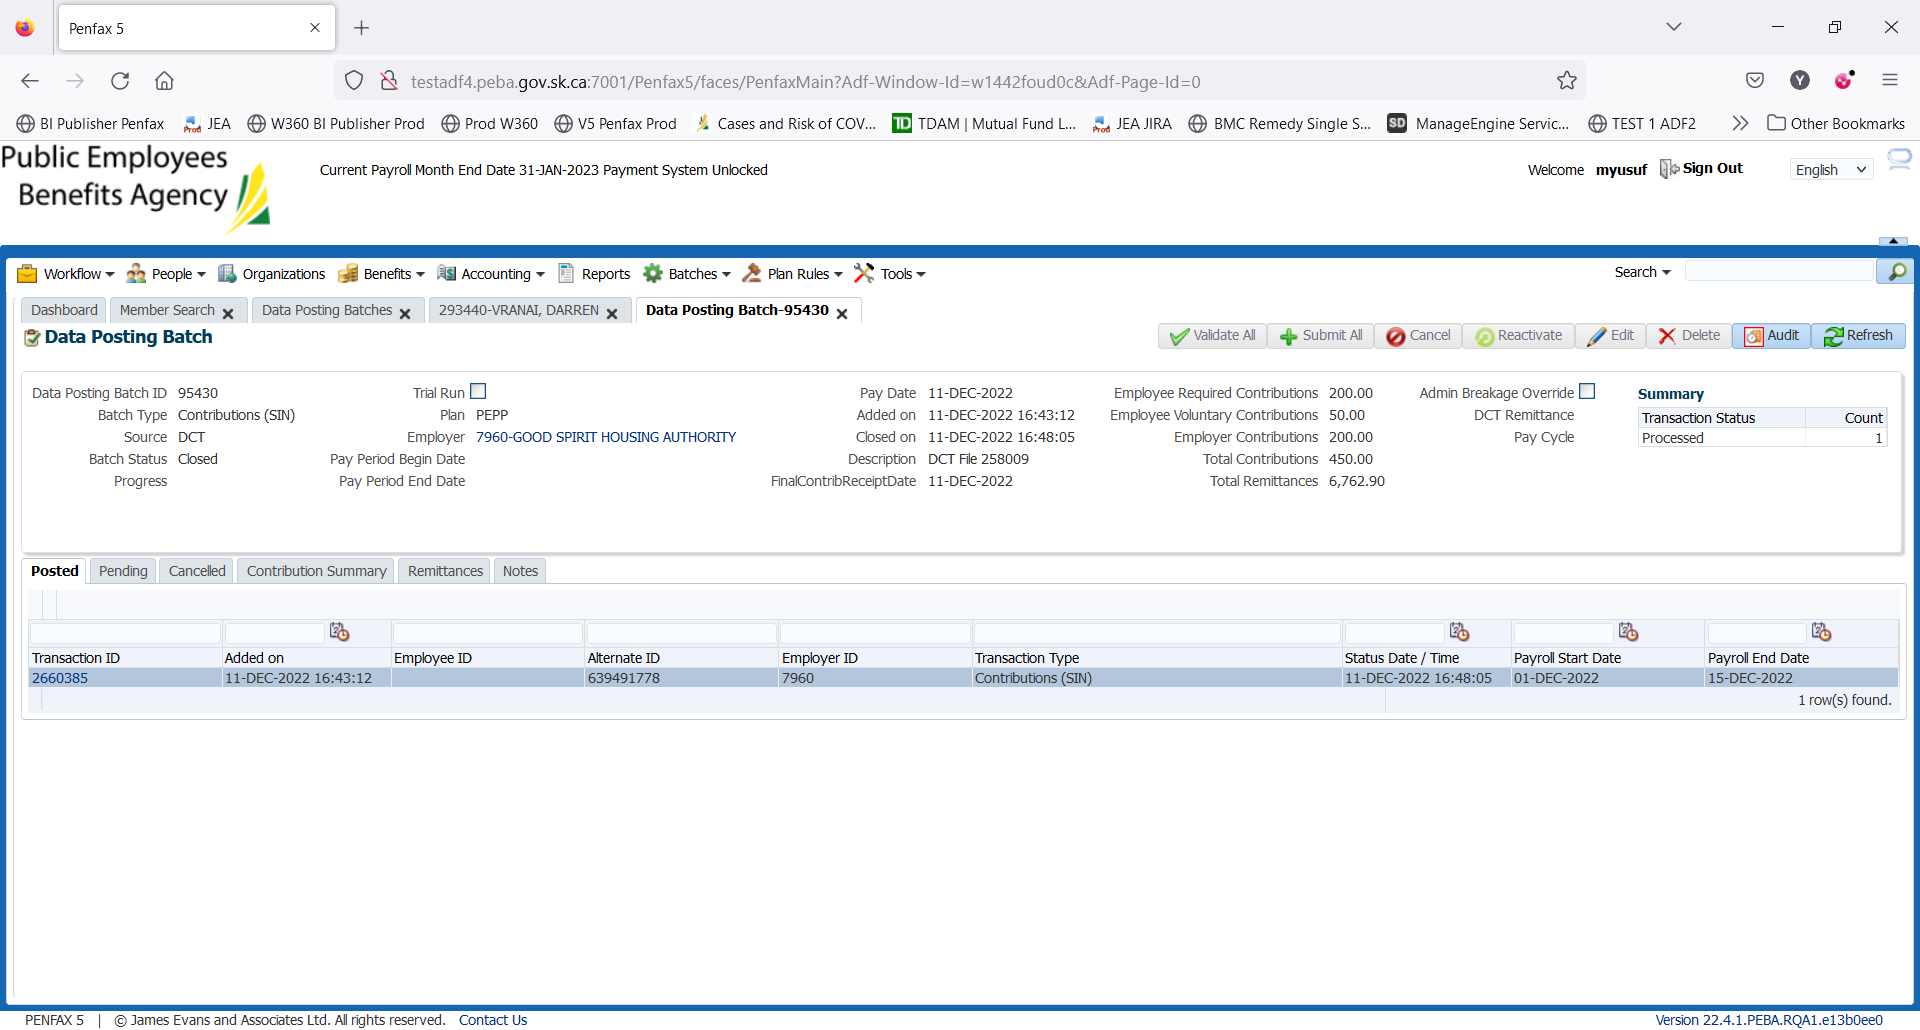 Penfax 5
testadf4.peba.gov.sk.ca:7001/Penfax5/faces/PenfaxMain?Adf-Window-Id=w1442foud0c&Adf-Page-Id=0
Y
BI Publisher Penfax JEA W360 BI Publisher Prod Prod W360 V5 Penfax Prod Cases and Risk of COV... TDAM | Mutual Fund L... JEA JIRA BMC Remedy Single S... SD ManageEngine Servic... TEST 1 ADF2 Other Bookmarks
Public Employees
Benefits Agency
Current Payroll Month End Date 31-JAN-2023 Payment System Unlocked
Welcome myusuf Sign Out English
Workflow People Organizations Benefits Accounting Reports Batches Plan Rules Tools Search
Dashboard Member Search Data Posting Batches 293440-VRANAI, DARREN Data Posting Batch-95430
Data Posting Batch
Validate All Submit All Cancel Reactivate Edit Delete Audit Refresh
Data Posting Batch ID 95430 Trial Run Pay Date 11-DEC-2022 Employee Required Contributions 200.00 Admin Breakage Override Summary
Batch Type Contributions (SIN) Plan PEPP Added on 11-DEC-2022 16:43:12 Employee Voluntary Contributions 50.00 DCT Remittance Transaction Status Count
Source DCT Employer 7960-GOOD SPIRIT HOUSING AUTHORITY Closed on 11-DEC-2022 16:48:05 Employer Contributions 200.00 Pay Cycle Processed 1
Batch Status Closed Pay Period Begin Date Description DCT File 258009 Total Contributions 450.00
Progress Pay Period End Date FinalContribReceiptDate 11-DEC-2022 Total Remittances 6,762.90
Posted Pending Cancelled Contribution Summary Remittances Notes
Transaction ID Added on Employee ID Alternate ID Employer ID Transaction Type Status Date / Time Payroll Start Date Payroll End Date
2660385 11-DEC-2022 16:43:12 639491778 7960 Contributions (SIN) 11-DEC-2022 16:48:05 01-DEC-2022 15-DEC-2022
1 row(s) found.
PENFAX 5 | © James Evans and Associates Ltd. All rights reserved. Contact Us Version 22.4.1.PEBA.RQA1.e13b0ee0